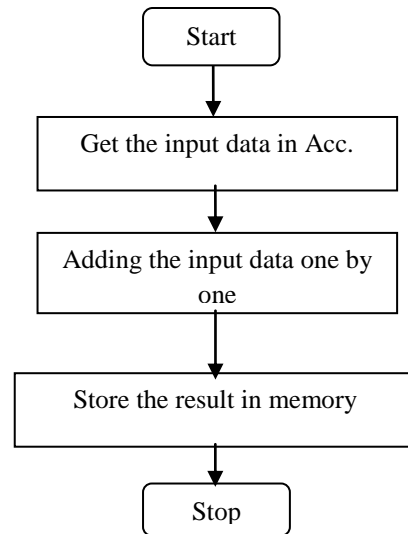 Start
Get the input data in Acc.
Adding the input data one by
one
Store the result in memory
Stop